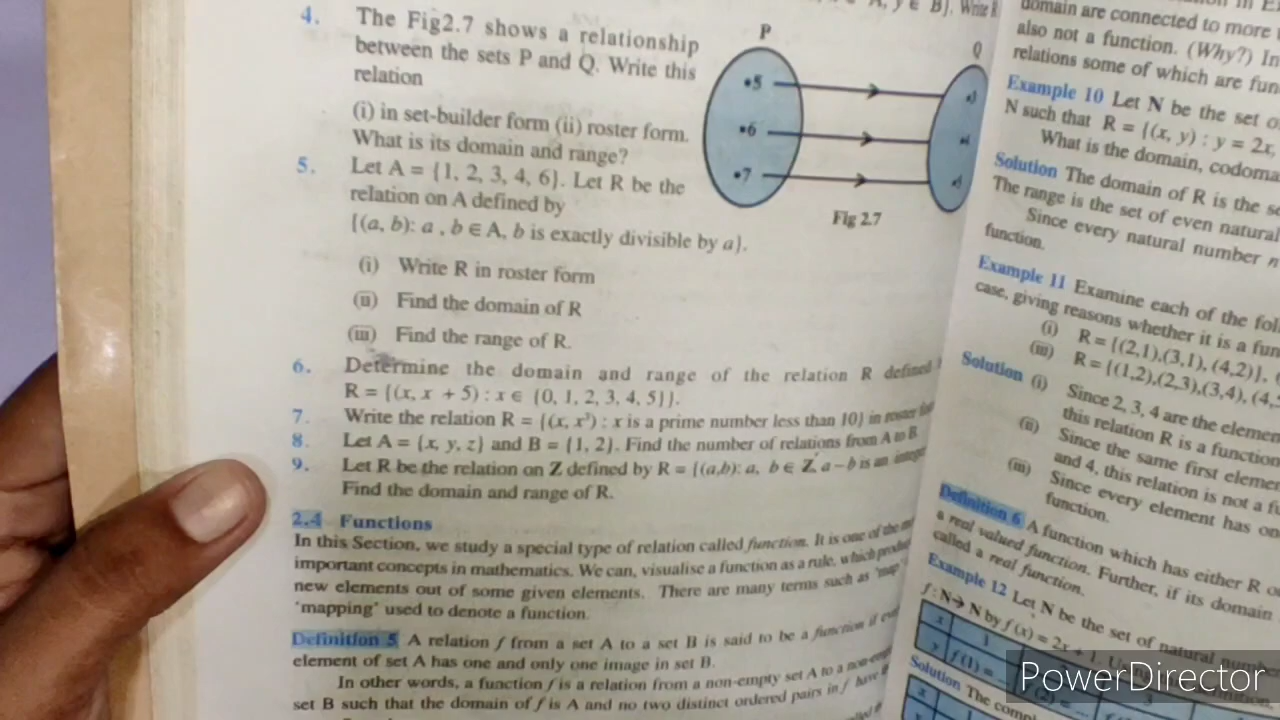 A, y ∈ B}. Write R
4. The Fig2.7 shows a relationship
between the sets P and Q. Write this
relation
(i) in set-builder form (ii) roster form.
What is its domain and range?
P
Q
•5
•6
•7
Fig 2.7
5. Let A = {1, 2, 3, 4, 6}. Let R be the
relation on A defined by
{(a, b): a , b ∈ A, b is exactly divisible by a}.
(i) Write R in roster form
(ii) Find the domain of R
(iii) Find the range of R.
6. Determine the domain and range of the relation R defined
R = {(x, x + 5) : x ∈ {0, 1, 2, 3, 4, 5}}.
7. Write the relation R = {(x, x³) : x is a prime number less than 10} in roster
8. Let A = {x, y, z} and B = {1, 2}. Find the number of relations from A to B.
9. Let R be the relation on Z defined by R = {(a,b): a, b ∈ Z, a – b is an integ
Find the domain and range of R.
2.4 Functions
In this Section, we study a special type of relation called function. It is one of the
important concepts in mathematics. We can, visualise a function as a rule, which produ
new elements out of some given elements. There are many terms such as 'map'
'mapping' used to denote a function.
Definition 5 A relation f from a set A to a set B is said to be a function if eve
element of set A has one and only one image in set B.
In other words, a function f is a relation from a non-empty set A to a non-emp
set B such that the domain of f is A and no two distinct ordered pairs in f have
domain are connected to more
also not a function. (Why?) In
relations some of which are fun
Example 10 Let N be the set o
N such that R = {(x, y) : y = 2x,
What is the domain, codoma
Solution The domain of R is the se
The range is the set of even natural
Since every natural number n
function.
Example 11 Examine each of the fol
case, giving reasons whether it is a fun
(i) R = {(2,1),(3,1), (4,2)},
(iii) R = {(1,2),(2,3),(3,4), (4,
Solution (i) Since 2, 3, 4 are the elemen
this relation R is a function
(ii) Since the same first elemen
and 4, this relation is not a fu
(iii) Since every element has on
function.
Definition 6 A function which has either R o
a real valued function. Further, if its domain
called a real function.
Example 12 Let N be the set of natural numbe
f : N → N by f (x) = 2x + 1.
x 1
y f (1) = ...
Solution The comp
PowerDirector